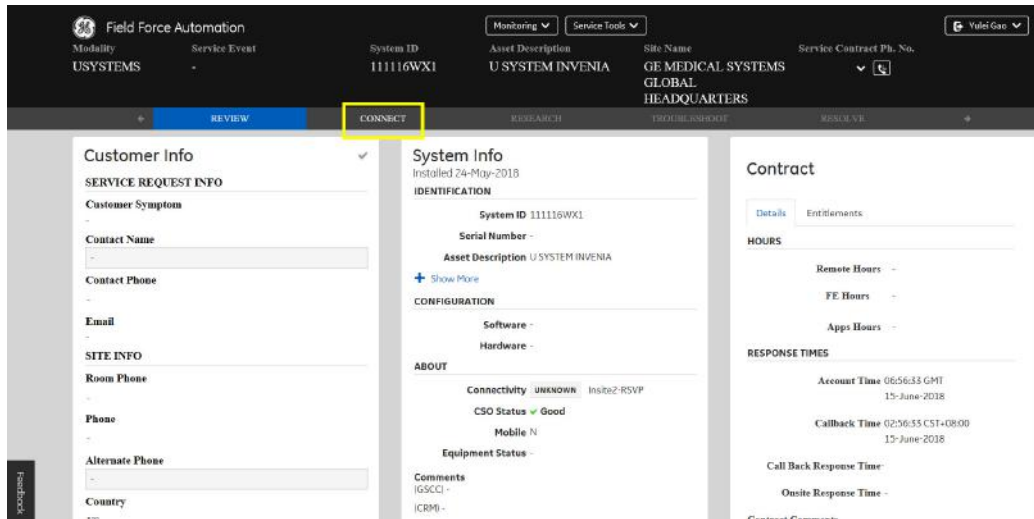 Field Force Automation
Monitoring
Service Tools
Yulei Gao
Modality
Service Event
System ID
Asset Description
Site Name
Service Contract Ph. No.
USYSTEMS
-
111116WX1
U SYSTEM INVENIA
GE MEDICAL SYSTEMS
GLOBAL
HEADQUARTERS
REVIEW
CONNECT
RESEARCH
TROUBLESHOOT
RESOLVE
Customer Info
SERVICE REQUEST INFO
Customer Symptom
-
Contact Name
-
Contact Phone
-
Email
-
SITE INFO
Room Phone
-
Phone
-
Alternate Phone
-
Country
System Info
Installed 24-May-2018
IDENTIFICATION
System ID 111116WX1
Serial Number -
Asset Description U SYSTEM INVENIA
+ Show More
CONFIGURATION
Software -
Hardware -
ABOUT
Connectivity UNKNOWN Insite2-RSVP
CSO Status Good
Mobile N
Equipment Status -
Comments
(GSCC) -
(CRM) -
Contract
Details Entitlements
HOURS
Remote Hours -
FE Hours -
Apps Hours -
RESPONSE TIMES
Account Time 06:56:33 GMT
15-June-2018
Callback Time 02:56:33 CST+08:00
15-June-2018
Call Back Response Time-
Onsite Response Time -
Contract Comments
Feedback